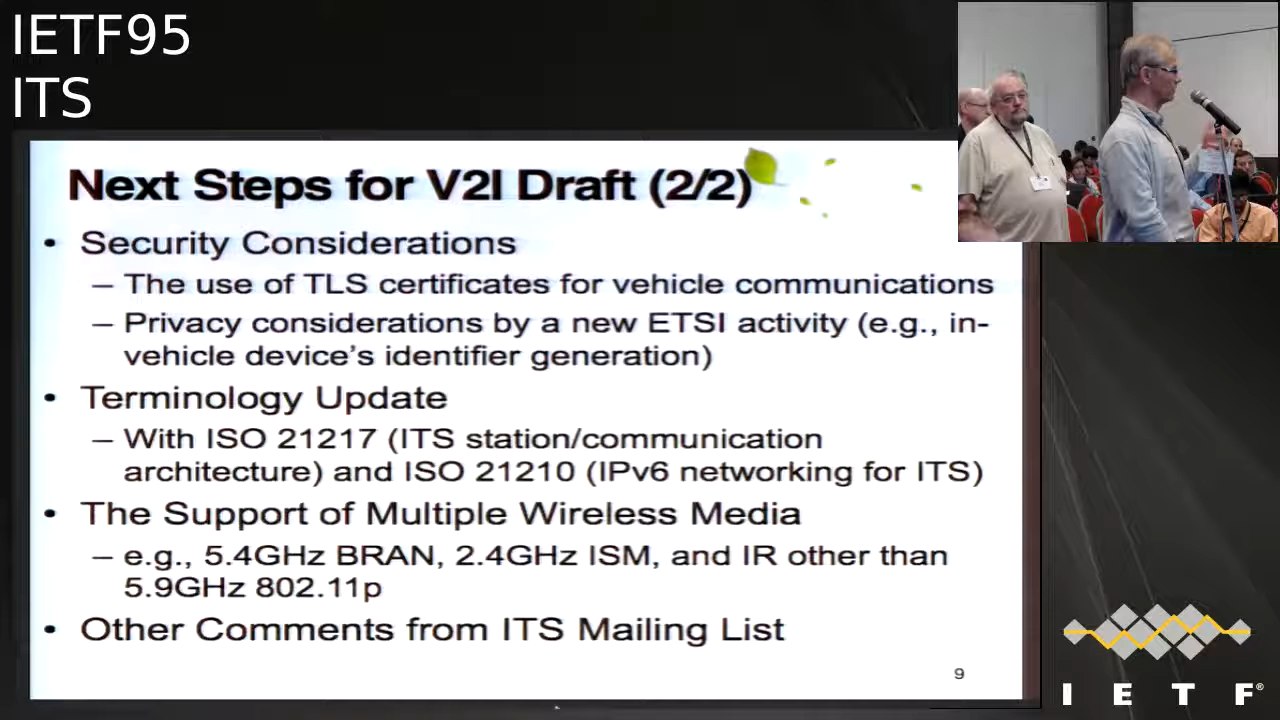 IETF95
ITS
Next Steps for V2I Draft (2/2)
• Security Considerations
– The use of TLS certificates for vehicle communications
– Privacy considerations by a new ETSI activity (e.g., in-
vehicle device's identifier generation)
• Terminology Update
– With ISO 21217 (ITS station/communication
architecture) and ISO 21210 (IPv6 networking for ITS)
• The Support of Multiple Wireless Media
– e.g., 5.4GHz BRAN, 2.4GHz ISM, and IR other than
5.9GHz 802.11p
• Other Comments from ITS Mailing List
9
I E T F®